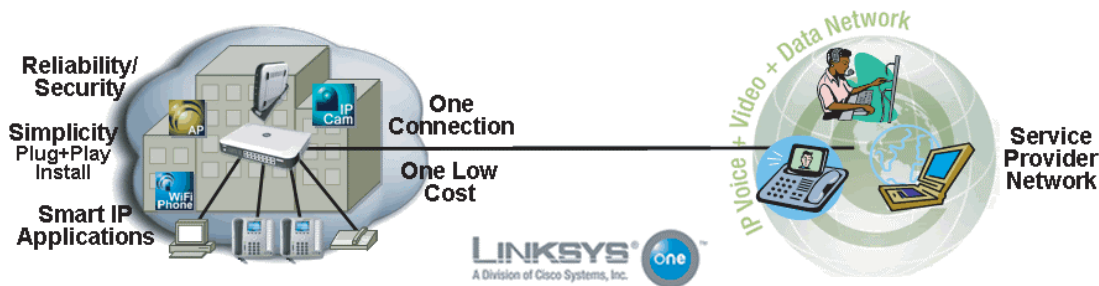 Reliability/
Security
Simplicity
Plug+Play
Install
Smart IP
Applications
AP
WiFi
Phone
IP
Cam
One
Connection
One Low
Cost
IP Voice + Video + Data Network
Service
Provider
Network
LINKSYS® one™
A Division of Cisco Systems, Inc.